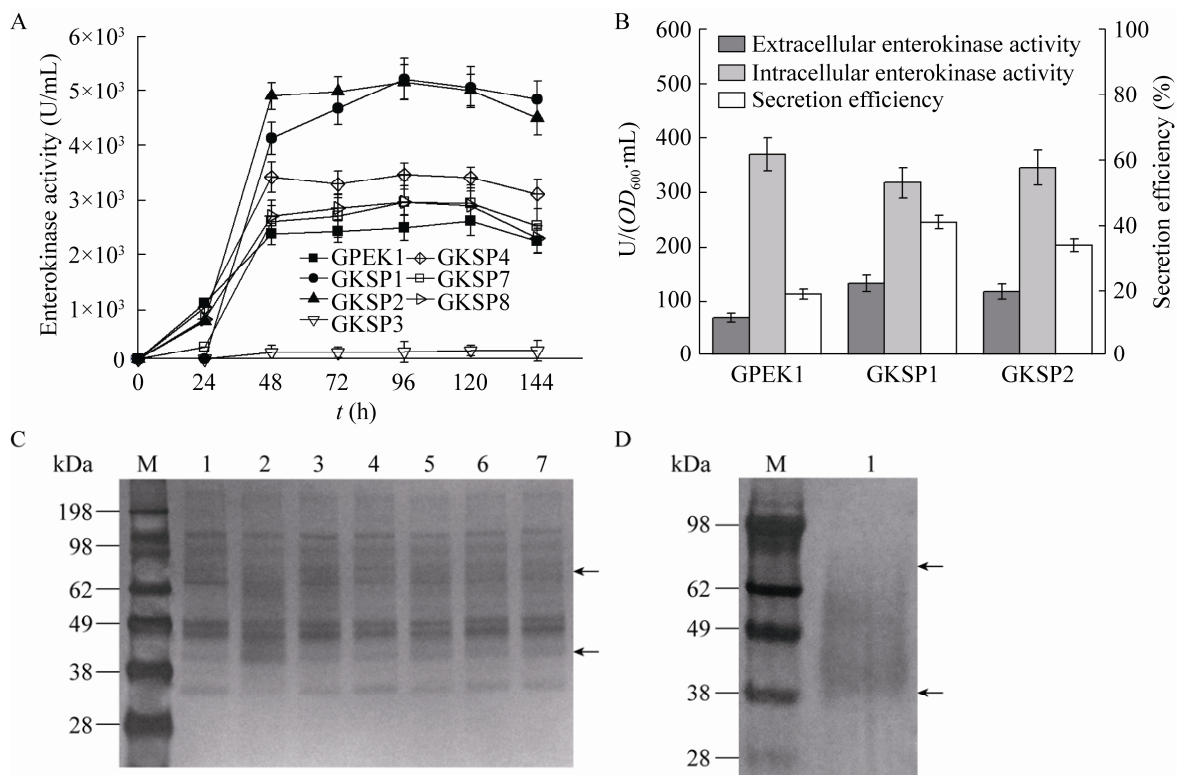 A
Enterokinase activity (U/mL)
6×10³
5×10³
4×10³
3×10³
2×10³
1×10³
0
0 24 48 72 96 120 144
t (h)
GPEK1 GKSP4
GKSP1 GKSP7
GKSP2 GKSP8
GKSP3
B
U/(OD₆₀₀·mL)
600
500
400
300
200
100
0
Extracellular enterokinase activity
Intracellular enterokinase activity
Secretion efficiency
100
80
60
40
20
0
Secretion efficiency (%)
GPEK1 GKSP1 GKSP2
C
kDa M 1 2 3 4 5 6 7
198
98
62
49
38
28
D
kDa M 1
98
62
49
38
28